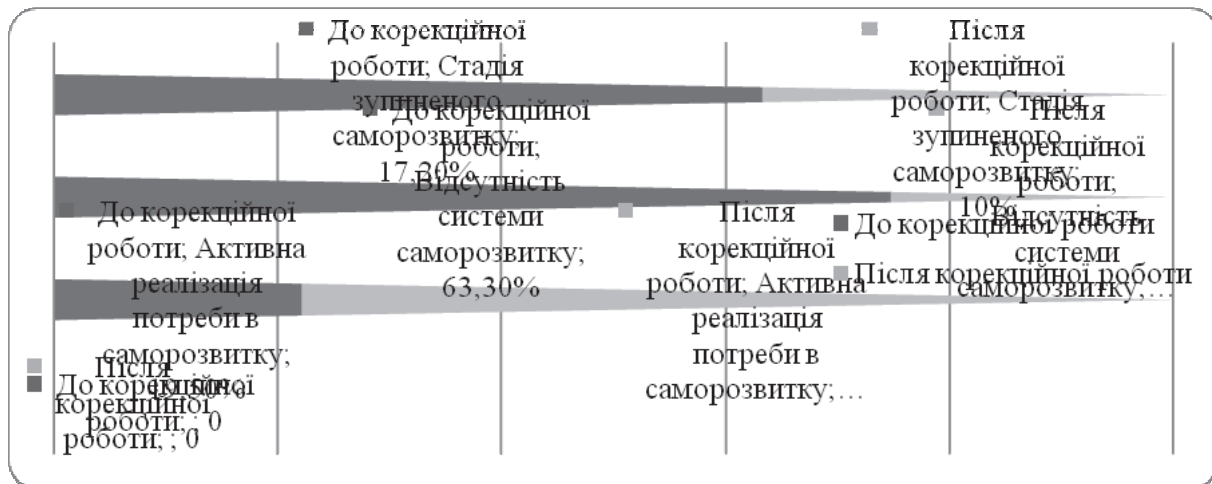 До корекційної
роботи; Стадія
зупиненого
саморозвитку;
17,20%
Після
корекційної
роботи; Стадія
зупиненого
саморозвитку;
10%
До корекційної
роботи;
Відсутність
системи
саморозвитку;
63,30%
Після
корекційної
роботи;
Відсутність
системи
саморозвитку;…
До корекційної
роботи; Активна
реалізація
потреби в
саморозвитку;
Після
корекційної
роботи; Активна
реалізація
потреби в
саморозвитку;…
До корекційної роботи
Після корекційної роботи
Після
корекційної
роботи; ; 0
До корекційної
роботи; ; 0